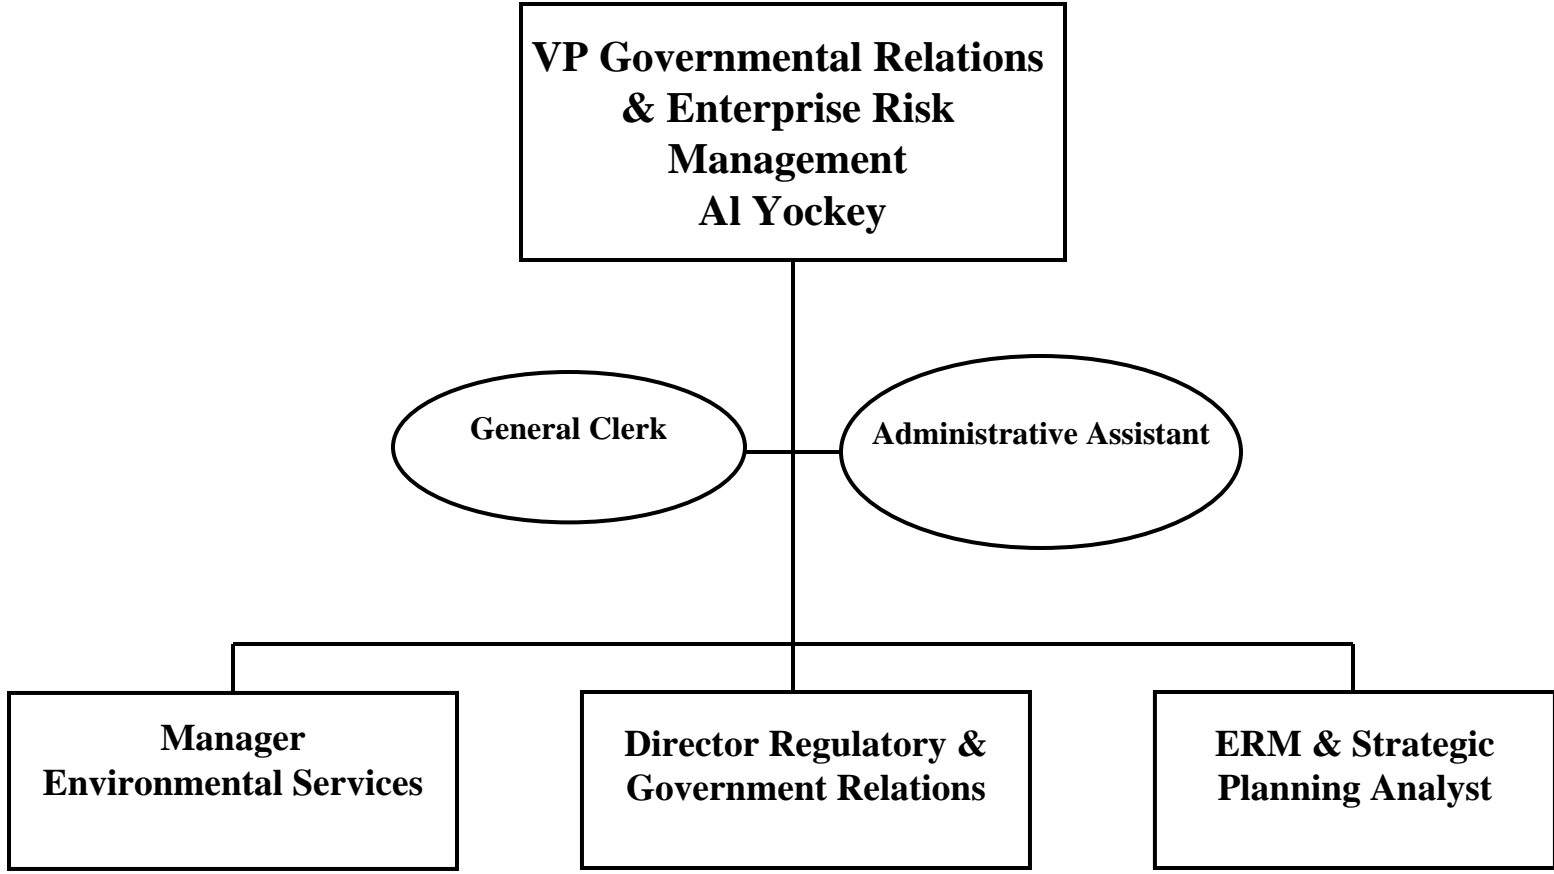 VP Governmental Relations
& Enterprise Risk
Management
Al Yockey
General Clerk
Administrative Assistant
Manager
Environmental Services
Director Regulatory &
Government Relations
ERM & Strategic
Planning Analyst